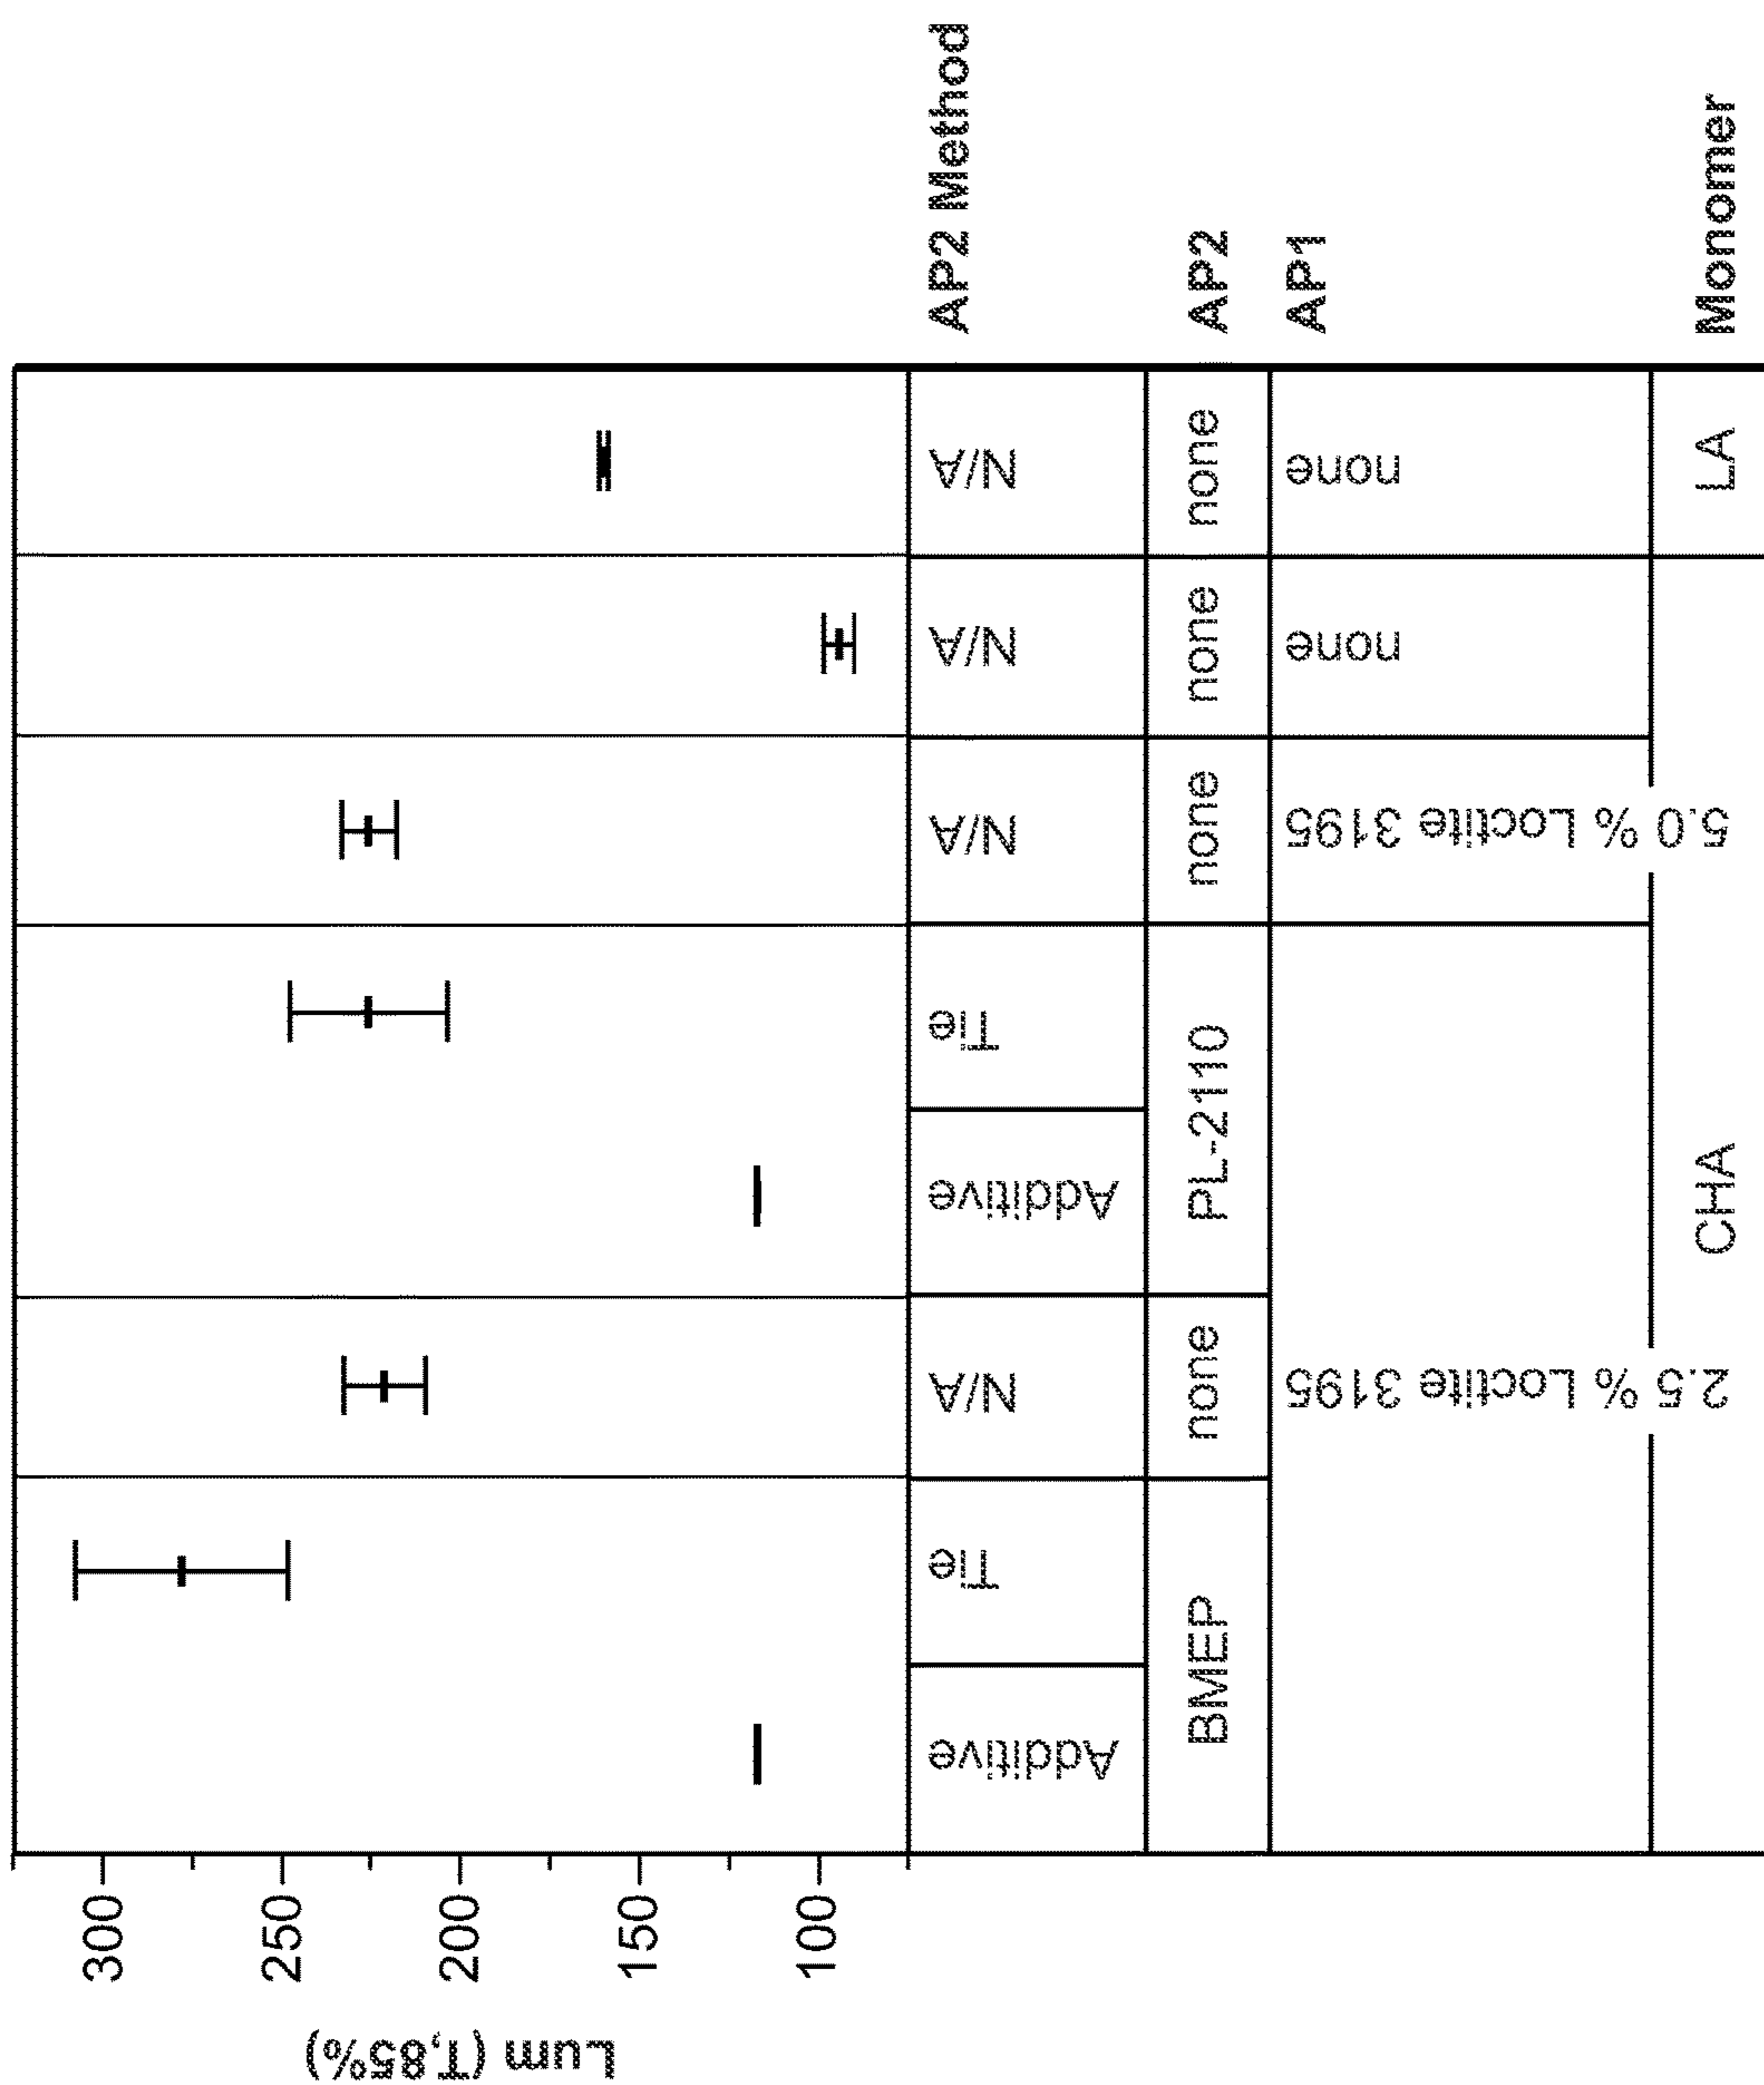 Lum (T,85%)
300
250
200
150
100
Additive
Tie
N/A
Additive
Tie
N/A
N/A
N/A
AP2 Method
BMEP
none
PL-2110
none
none
none
AP2
2.5 % Loctite 3195
5.0 % Loctite 3195
none
none
AP1
CHA
LA
Monomer